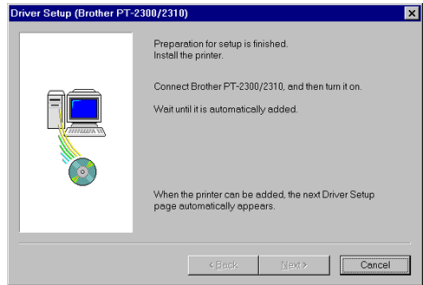 Driver Setup (Brother PT-2300/2310)
Preparation for setup is finished.
Install the printer.
Connect Brother PT-2300/2310, and then turn it on.
Wait until it is automatically added.
When the printer can be added, the next Driver Setup
page automatically appears.
< Back
Next >
Cancel